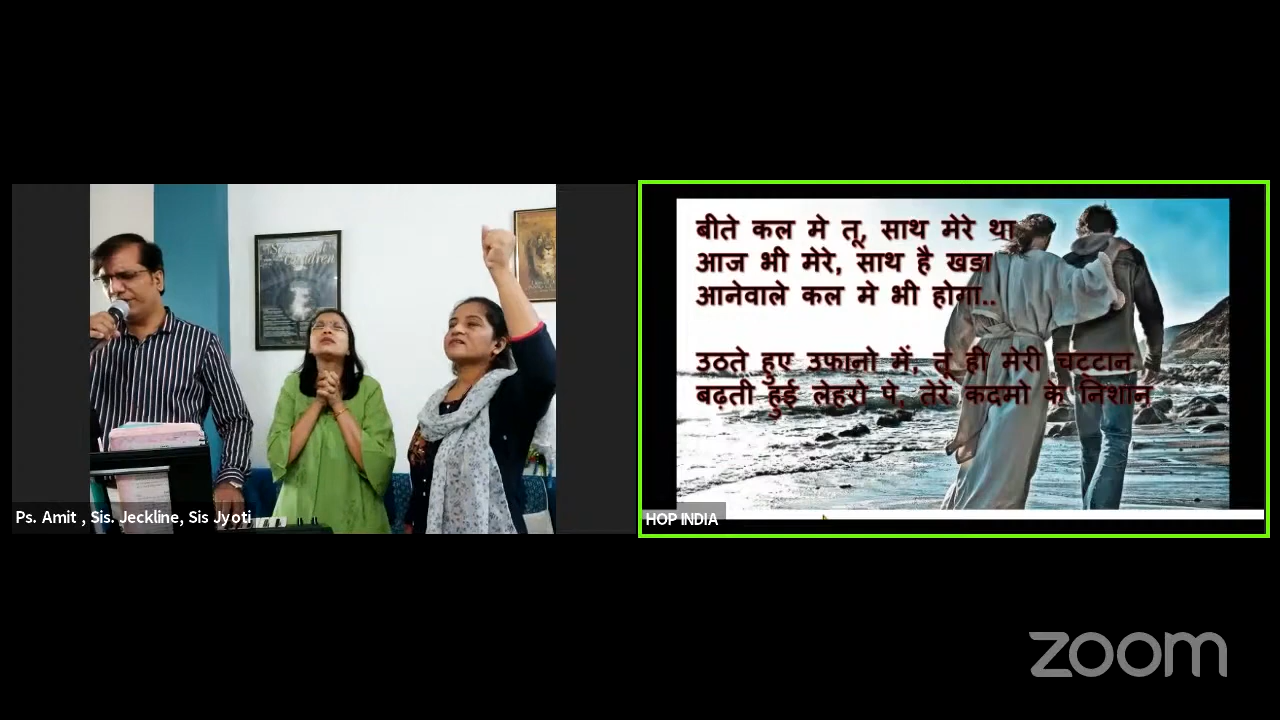 बीते कल मे तू, साथ मेरे था
आज भी मेरे, साथ है खडा
आनेवाले कल मे भी होगा..
उठते हुए उफानो में, तू ही मेरी चट्टान
बढ़ती हुई लेहरो पे, तेरे कदमो के निशान
Ps. Amit , Sis. Jeckline, Sis Jyoti
HOP INDIA
zoom